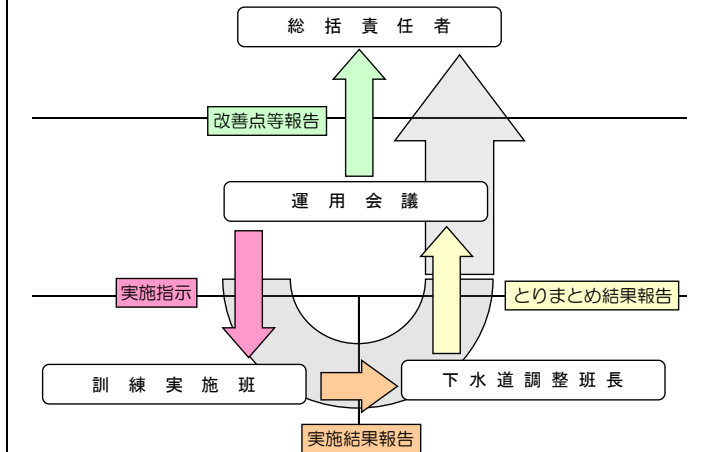 総括責任者
改善点等報告
運用会議
実施指示
とりまとめ結果報告
訓練実施班
下水道調整班長
実施結果報告